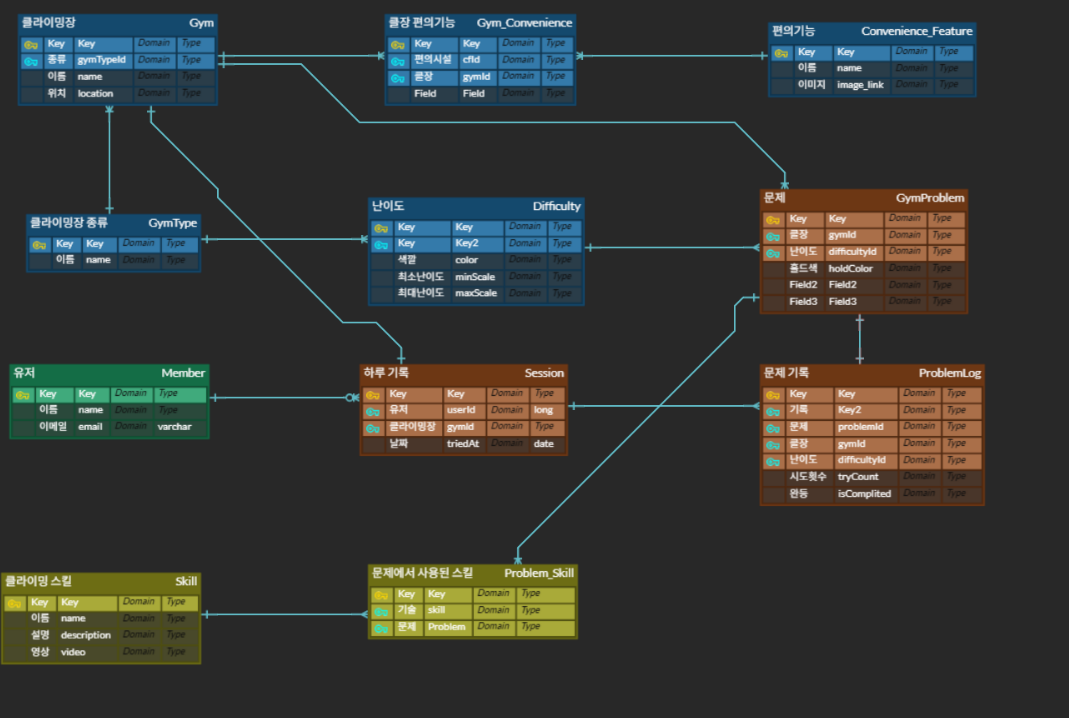 클라이밍장 Gym
Key Key Domain Type
종류 gymTypeId Domain Type
이름 name Domain Type
위치 location Domain Type
클장 편의기능 Gym_Convenience
Key Key Domain Type
편의시설 cfId Domain Type
클장 gymId Domain Type
Field Field Domain Type
편의기능 Convenience_Feature
Key Key Domain Type
이름 name Domain Type
이미지 image_link Domain Type
클라이밍장 종류 GymType
Key Key Domain Type
이름 name Domain Type
난이도 Difficulty
Key Key Domain Type
Key Key2 Domain Type
색깔 color Domain Type
최소난이도 minScale Domain Type
최대난이도 maxScale Domain Type
문제 GymProblem
Key Key Domain Type
클장 gymId Domain Type
난이도 difficultyId Domain Type
홀드색 holdColor Domain Type
Field2 Field2 Domain Type
Field3 Field3 Domain Type
유저 Member
Key Key Domain Type
이름 name Domain Type
이메일 email Domain varchar
하루 기록 Session
Key Key Domain Type
유저 userId Domain long
클라이밍장 gymId Domain Type
날짜 triedAt Domain date
문제 기록 ProblemLog
Key Key Domain Type
기록 Key2 Domain Type
문제 problemId Domain Type
클장 gymId Domain Type
난이도 difficultyId Domain Type
시도횟수 tryCount Domain Type
완등 isComplited Domain Type
클라이밍 스킬 Skill
Key Key Domain Type
이름 name Domain Type
설명 description Domain Type
영상 video Domain Type
문제에서 사용된 스킬 Problem_Skill
Key Key Domain Type
기술 skill Domain Type
문제 Problem Domain Type